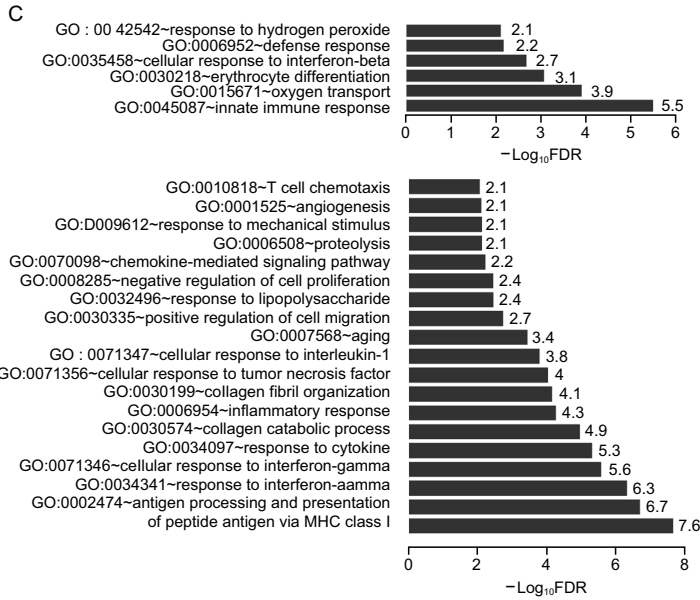 C
GO : 00 42542~response to hydrogen peroxide 2.1
GO:0006952~defense response 2.2
GO:0035458~cellular response to interferon-beta 2.7
GO:0030218~erythrocyte differentiation 3.1
GO:0015671~oxygen transport 3.9
GO:0045087~innate immune response 5.5
0 1 2 3 4 5 6
−Log₁₀FDR
GO:0010818~T cell chemotaxis 2.1
GO:0001525~angiogenesis 2.1
GO:D009612~response to mechanical stimulus 2.1
GO:0006508~proteolysis 2.1
GO:0070098~chemokine-mediated signaling pathway 2.2
GO:0008285~negative regulation of cell proliferation 2.4
GO:0032496~response to lipopolysaccharide 2.4
GO:0030335~positive regulation of cell migration 2.7
GO:0007568~aging 3.4
GO : 0071347~cellular response to interleukin-1 3.8
GO:0071356~cellular response to tumor necrosis factor 4
GO:0030199~collagen fibril organization 4.1
GO:0006954~inflammatory response 4.3
GO:0030574~collagen catabolic process 4.9
GO:0034097~response to cytokine 5.3
GO:0071346~cellular response to interferon-gamma 5.6
GO:0034341~response to interferon-aamma 6.3
GO:0002474~antigen processing and presentation 6.7
of peptide antigen via MHC class I 7.6
0 2 4 6 8
−Log₁₀FDR